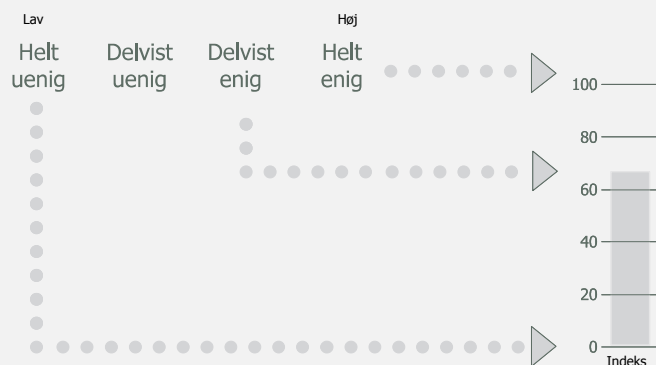 Lav Høj
Helt Delvist Delvist Helt
uenig uenig enig enig
100
80
60
40
20
0
Indeks